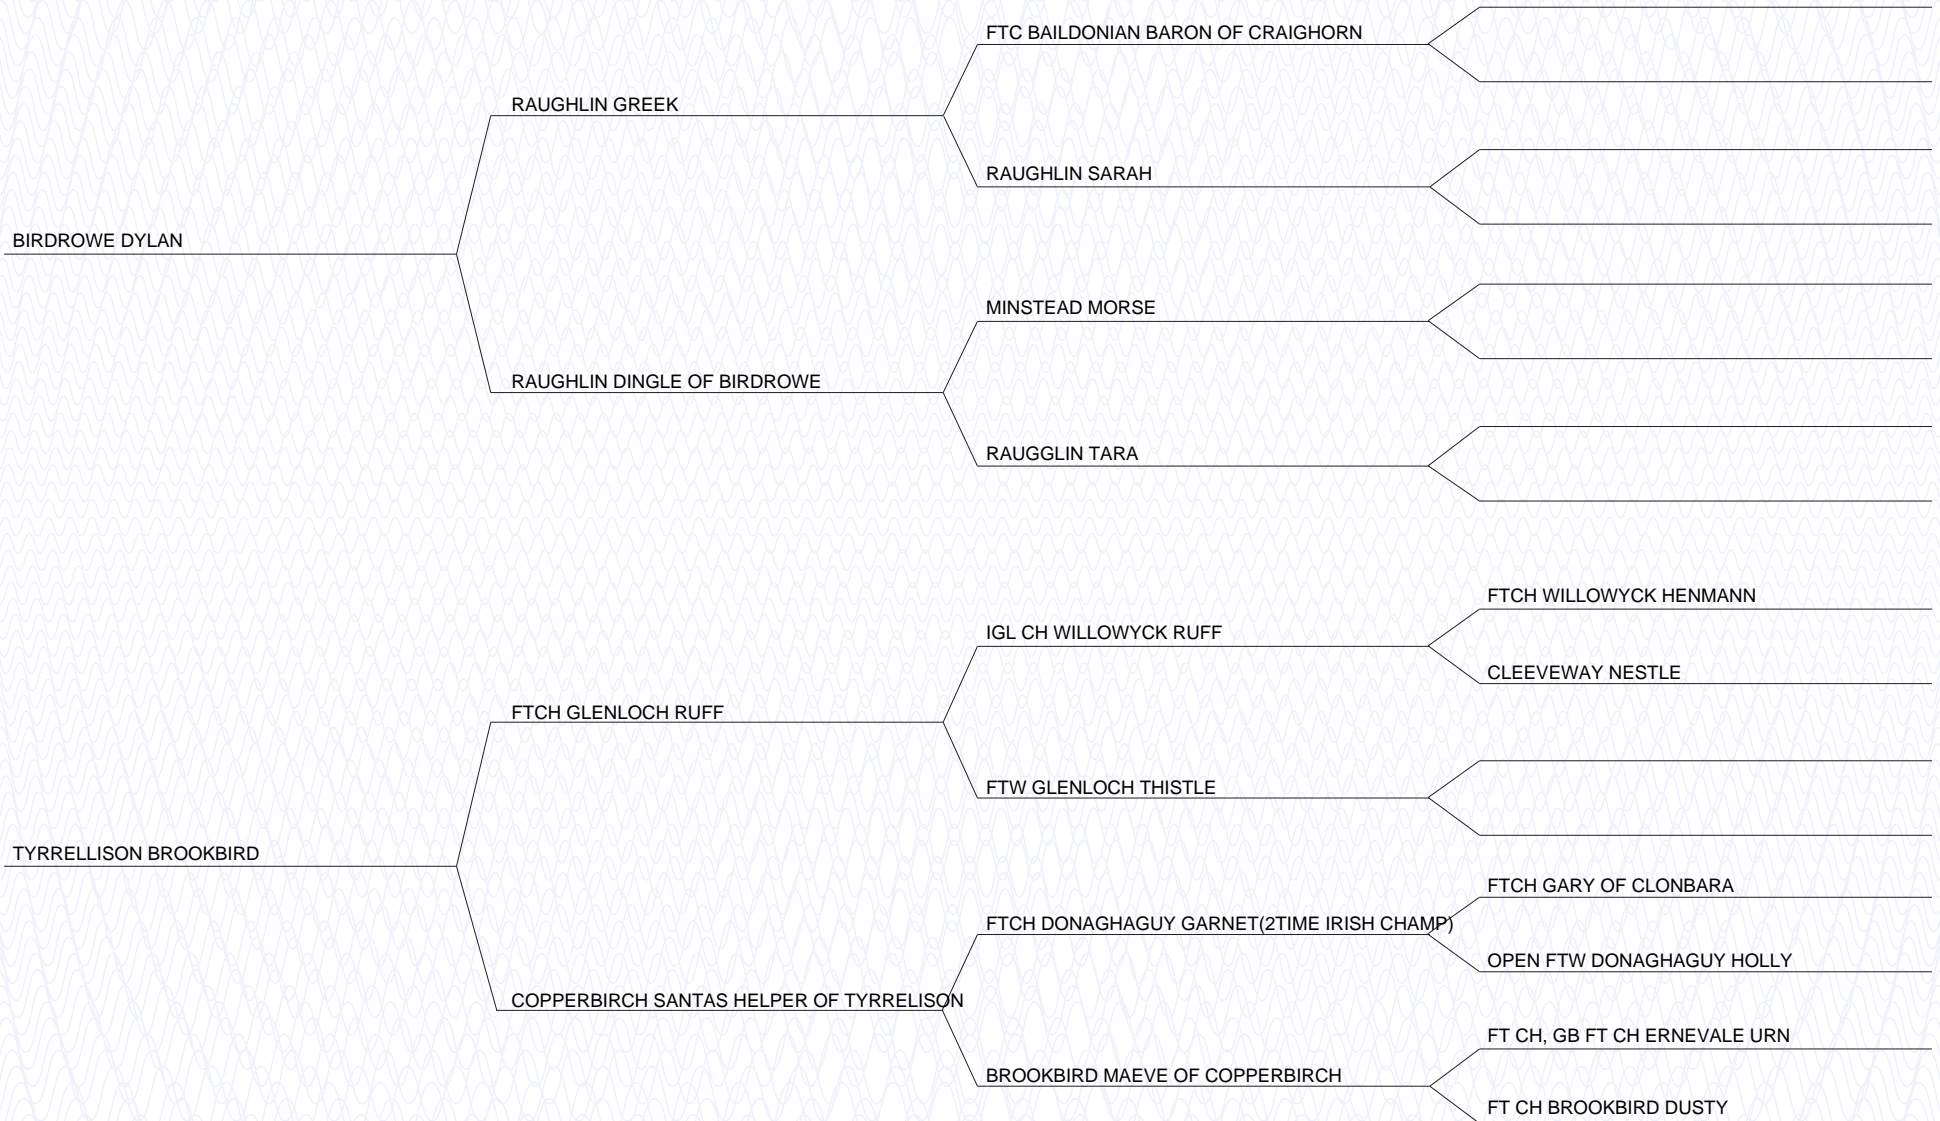 FTC BAILDONIAN BARON OF CRAIGHORN
RAUGHLIN GREEK
RAUGHLIN SARAH
BIRDROWE DYLAN
MINSTEAD MORSE
RAUGHLIN DINGLE OF BIRDROWE
RAUGGLIN TARA
FTCH WILLOWYCK HENMANN
IGL CH WILLOWYCK RUFF
CLEEVEWAY NESTLE
FTCH GLENLOCH RUFF
FTW GLENLOCH THISTLE
TYRRELLISON BROOKBIRD
FTCH GARY OF CLONBARA
FTCH DONAGHAGUY GARNET(2TIME IRISH CHAMP)
OPEN FTW DONAGHAGUY HOLLY
COPPERBIRCH SANTAS HELPER OF TYRRELISON
FT CH, GB FT CH ERNEVALE URN
BROOKBIRD MAEVE OF COPPERBIRCH
FT CH BROOKBIRD DUSTY